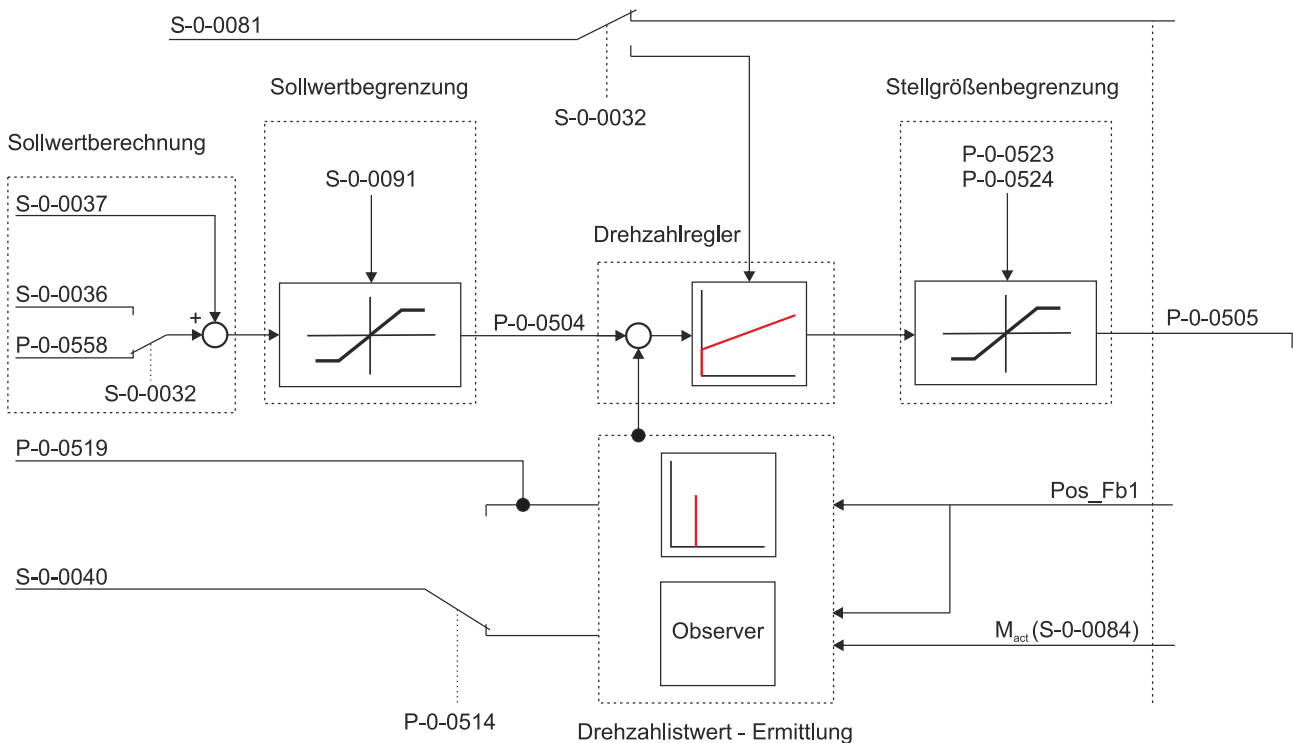 S-0-0081
Sollwertbegrenzung
Stellgrößenbegrenzung
S-0-0032
Sollwertberechnung
P-0-0523
P-0-0524
S-0-0091
S-0-0037
Drehzahlregler
S-0-0036
+
P-0-0504
P-0-0505
P-0-0558
S-0-0032
P-0-0519
Pos_Fb1
S-0-0040
Observer
Mact (S-0-0084)
P-0-0514
Drehzahlistwert - Ermittlung